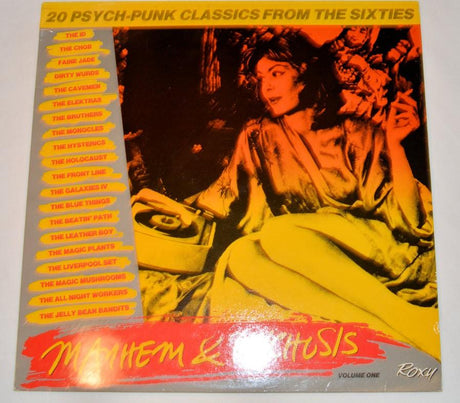 20 PSYCH-PUNK CLASSICS FROM THE SIXTIES
THE ID
THE CHOB
FABIE JADE
DIRTY WURDS
THE CAVEMEN
THE ELEKTRAS
THE BRUTHERS
THE MONOCLES
THE HYSTERICS
THE HOLOCAUST
THE FRONT LINE
THE GALAXIES IV
THE BLUE THINGS
THE BEATIN' PATH
THE LEATHER BOY
THE MAGIC PLANTS
THE LIVERPOOL SET
THE MAGIC MUSHROOMS
THE ALL NIGHT WORKERS
THE JELLY BEAN BANDITS
MAYHEM &
VOLUME ONE
Roxy